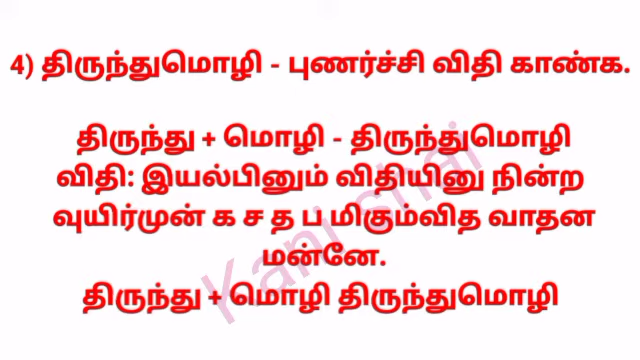 4) திருந்துமொழி - புணர்ச்சி விதி காண்க.
திருந்து + மொழி - திருந்துமொழி
விதி: இயல்பினும் விதியினு நின்ற
வுயிர்முன் க ச த ப மிகும்வித வாதன
மன்னே.
திருந்து + மொழி திருந்துமொழி